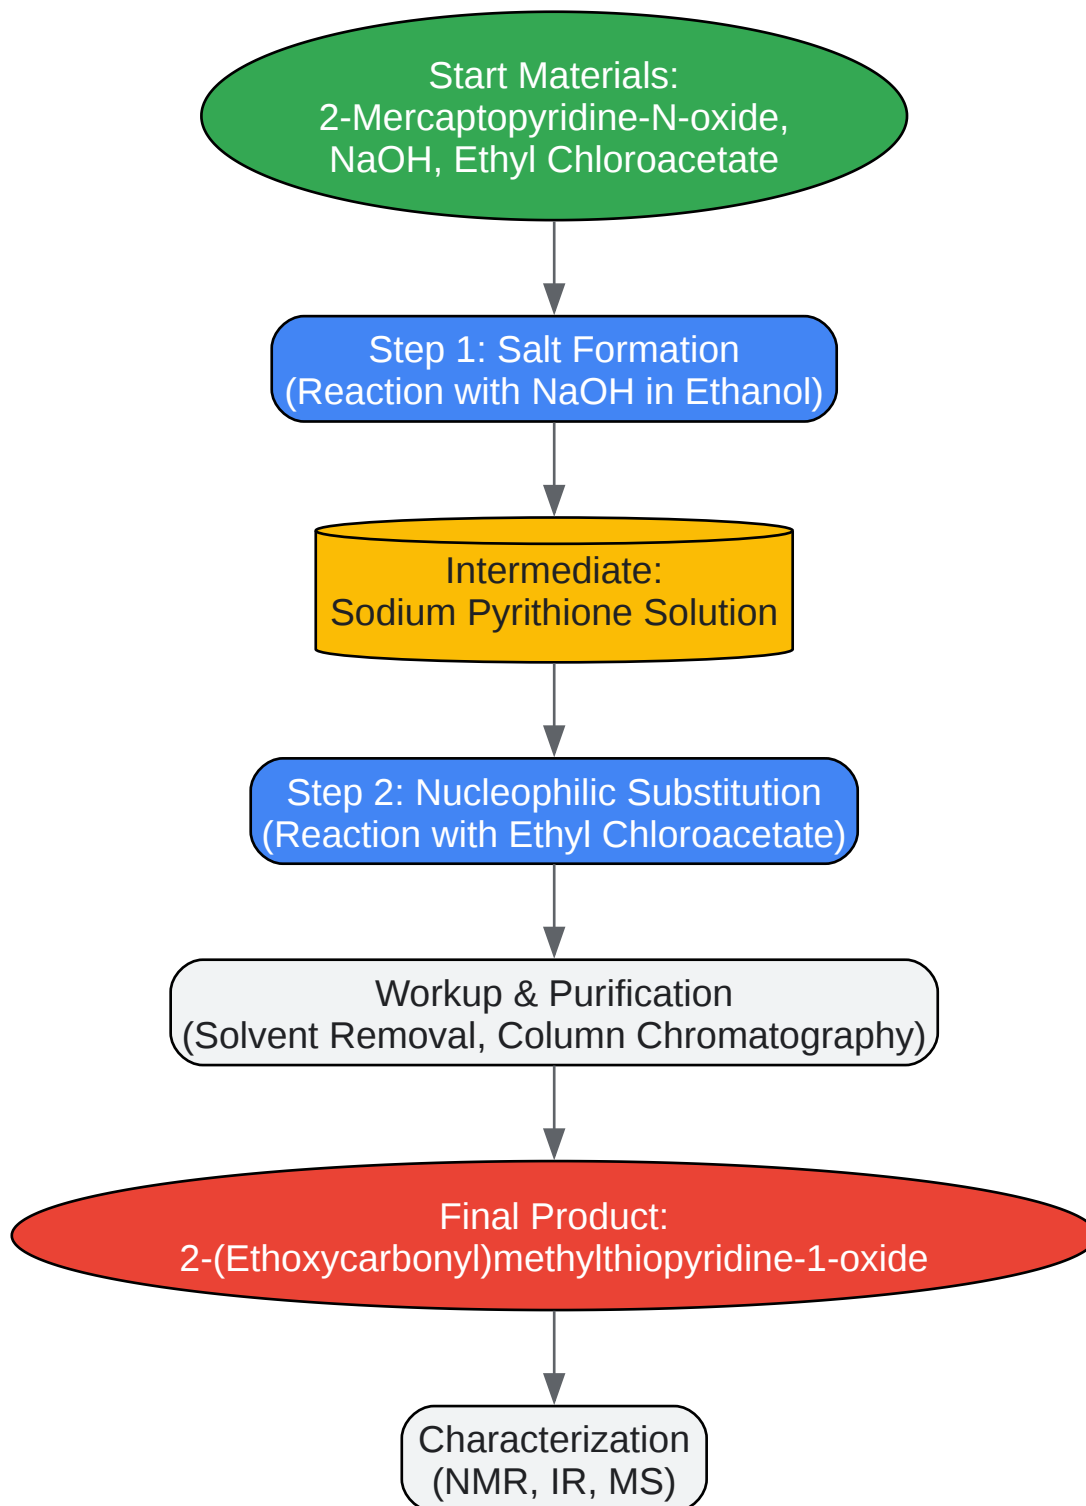 Start Materials:
2-Mercaptopyridine-N-oxide,
NaOH, Ethyl Chloroacetate
Step 1: Salt Formation
(Reaction with NaOH in Ethanol)
Intermediate:
Sodium Pyrithione Solution
Step 2: Nucleophilic Substitution
(Reaction with Ethyl Chloroacetate)
Workup & Purification
(Solvent Removal, Column Chromatography)
Final Product:
2-(Ethoxycarbonyl)methylthiopyridine-1-oxide
Characterization
(NMR, IR, MS)